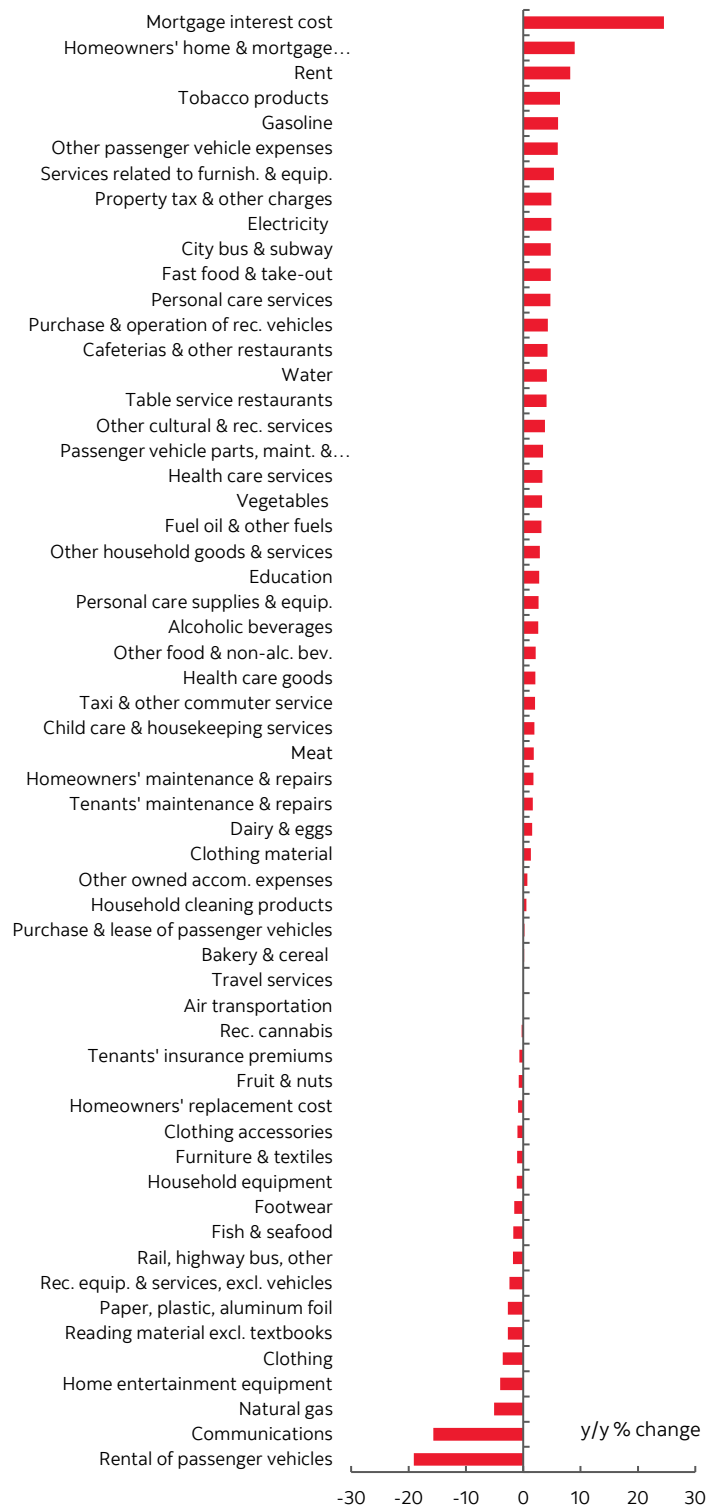 Mortgage interest cost
Homeowners' home & mortgage...
Rent
Tobacco products
Gasoline
Other passenger vehicle expenses
Services related to furnish. & equip.
Property tax & other charges
Electricity
City bus & subway
Fast food & take-out
Personal care services
Purchase & operation of rec. vehicles
Cafeterias & other restaurants
Water
Table service restaurants
Other cultural & rec. services
Passenger vehicle parts, maint. &...
Health care services
Vegetables
Fuel oil & other fuels
Other household goods & services
Education
Personal care supplies & equip.
Alcoholic beverages
Other food & non-alc. bev.
Health care goods
Taxi & other commuter service
Child care & housekeeping services
Meat
Homeowners' maintenance & repairs
Tenants' maintenance & repairs
Dairy & eggs
Clothing material
Other owned accom. expenses
Household cleaning products
Purchase & lease of passenger vehicles
Bakery & cereal
Travel services
Air transportation
Rec. cannabis
Tenants' insurance premiums
Fruit & nuts
Homeowners' replacement cost
Clothing accessories
Furniture & textiles
Household equipment
Footwear
Fish & seafood
Rail, highway bus, other
Rec. equip. & services, excl. vehicles
Paper, plastic, aluminum foil
Reading material excl. textbooks
Clothing
Home entertainment equipment
Natural gas
Communications
y/y % change
Rental of passenger vehicles
-30 -20 -10 0 10 20 30